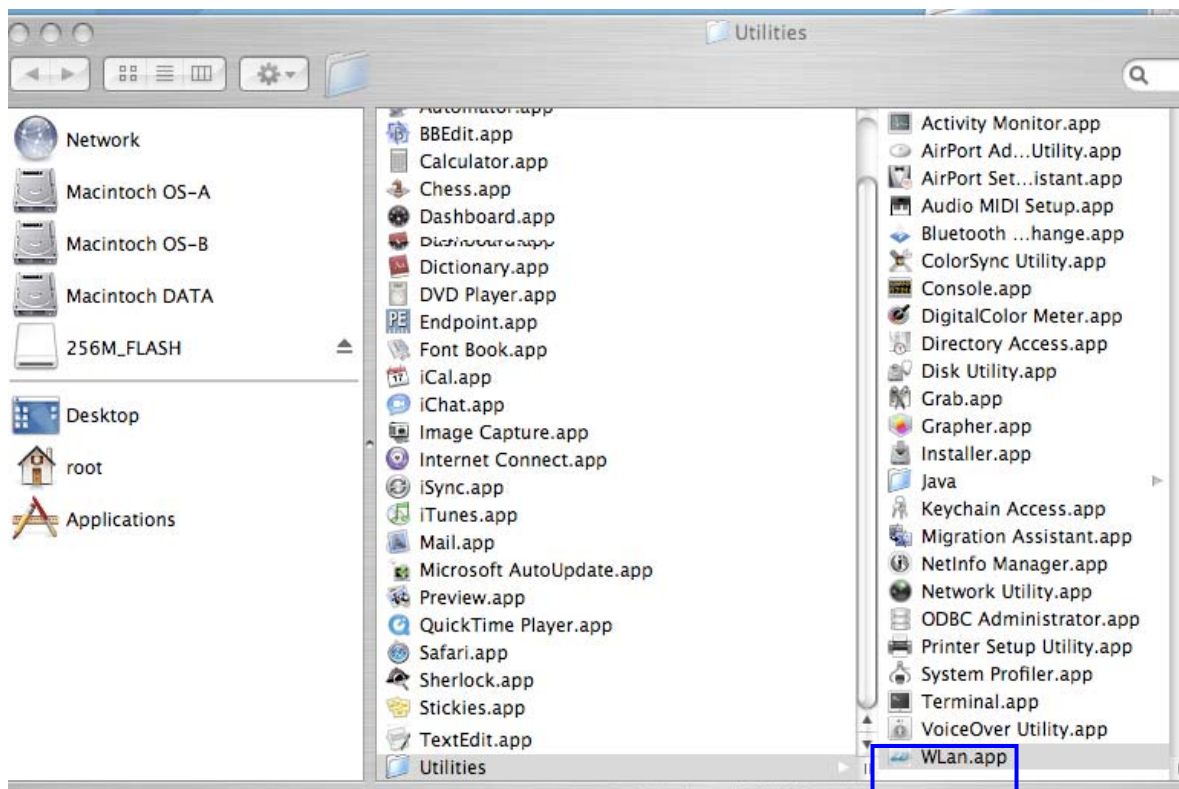 Utilities
Network
Macintoch OS-A
Macintoch OS-B
Macintoch DATA
256M_FLASH
Desktop
root
Applications
Automator.app
BBEdit.app
Calculator.app
Chess.app
Dashboard.app
Dictionary.app
DVD Player.app
Endpoint.app
Font Book.app
iCal.app
iChat.app
Image Capture.app
Internet Connect.app
iSync.app
iTunes.app
Mail.app
Microsoft AutoUpdate.app
Preview.app
QuickTime Player.app
Safari.app
Sherlock.app
Stickies.app
TextEdit.app
Utilities
Activity Monitor.app
AirPort Ad...Utility.app
AirPort Set...istant.app
Audio MIDI Setup.app
Bluetooth ...hange.app
ColorSync Utility.app
Console.app
DigitalColor Meter.app
Directory Access.app
Disk Utility.app
Grab.app
Grapher.app
Installer.app
Java
Keychain Access.app
Migration Assistant.app
NetInfo Manager.app
Network Utility.app
ODBC Administrator.app
Printer Setup Utility.app
System Profiler.app
Terminal.app
VoiceOver Utility.app
WLan.app